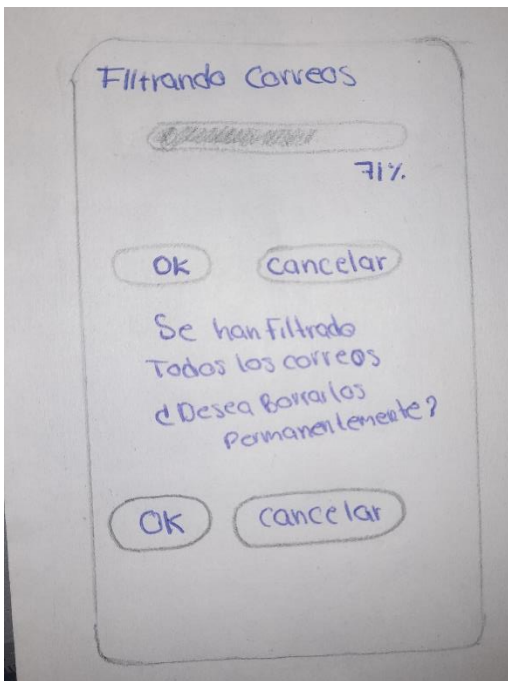 Filtrando Correos
71%
OK cancelar
Se han Filtrado
Todos los correos
¿Desea Borrarlos
Permanentemente?
OK cancelar